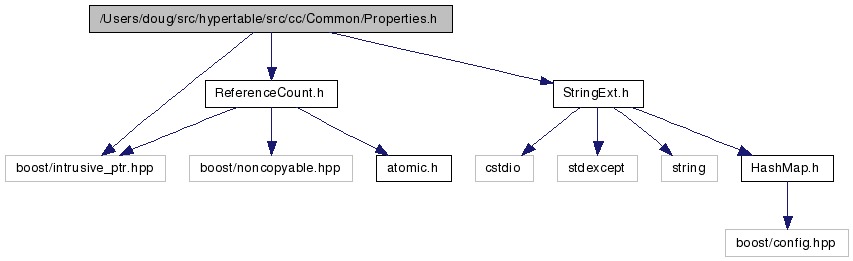 /Users/doug/src/hypertable/src/cc/Common/Properties.h
ReferenceCount.h
StringExt.h
boost/intrusive_ptr.hpp
boost/noncopyable.hpp
atomic.h
cstdio
stdexcept
string
HashMap.h
boost/config.hpp